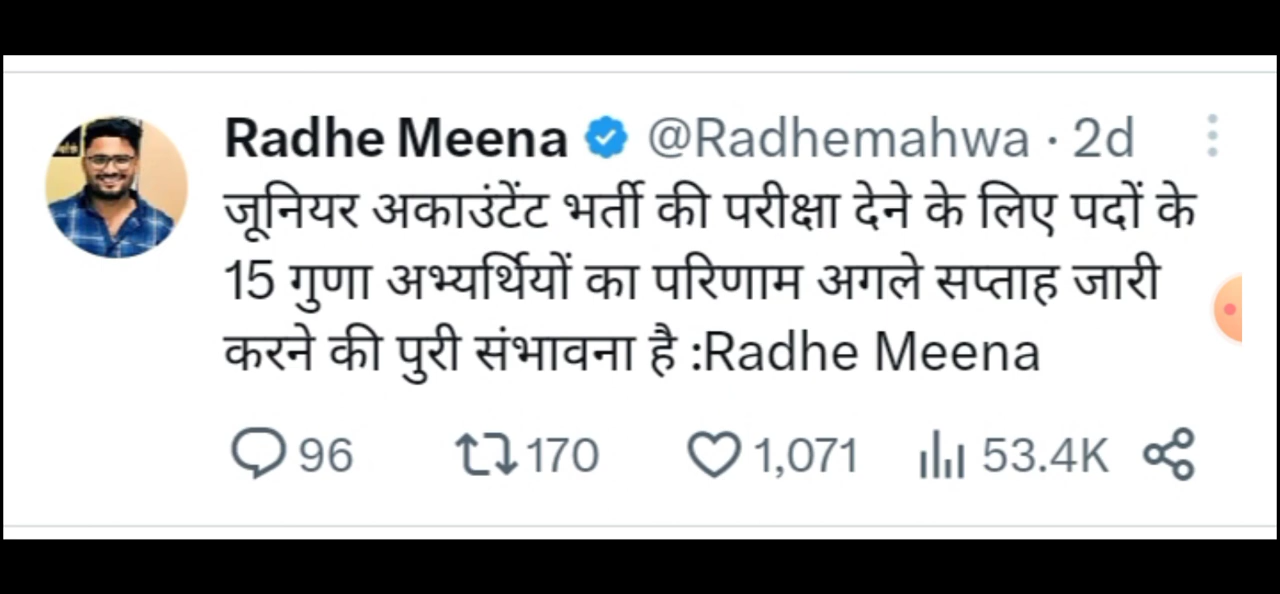 Radhe Meena @Radhemahwa · 2d
जूनियर अकाउंटेंट भर्ती की परीक्षा देने के लिए पदों के
15 गुणा अभ्यर्थियों का परिणाम अगले सप्ताह जारी
करने की पुरी संभावना है :Radhe Meena
96 170 1,071 53.4K